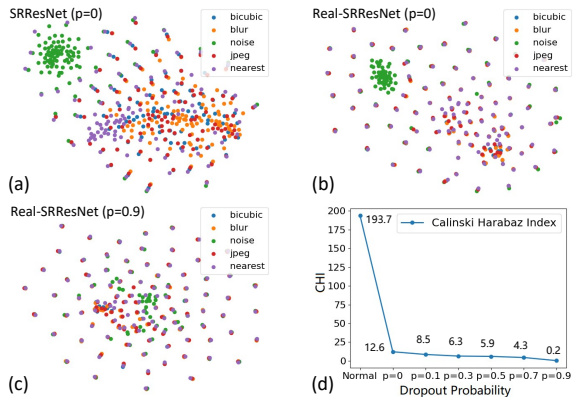 SRResNet (p=0)
bicubic
blur
noise
jpeg
nearest
(a)
Real-SRResNet (p=0)
bicubic
blur
noise
jpeg
nearest
(b)
Real-SRResNet (p=0.9)
bicubic
blur
noise
jpeg
nearest
(c)
200
175
150
125
100
75
50
25
0
CHI
Calinski Harabaz Index
193.7
12.6
8.5
6.3
5.9
4.3
0.2
Normal p=0 p=0.1 p=0.3 p=0.5 p=0.7 p=0.9
Dropout Probability
(d)